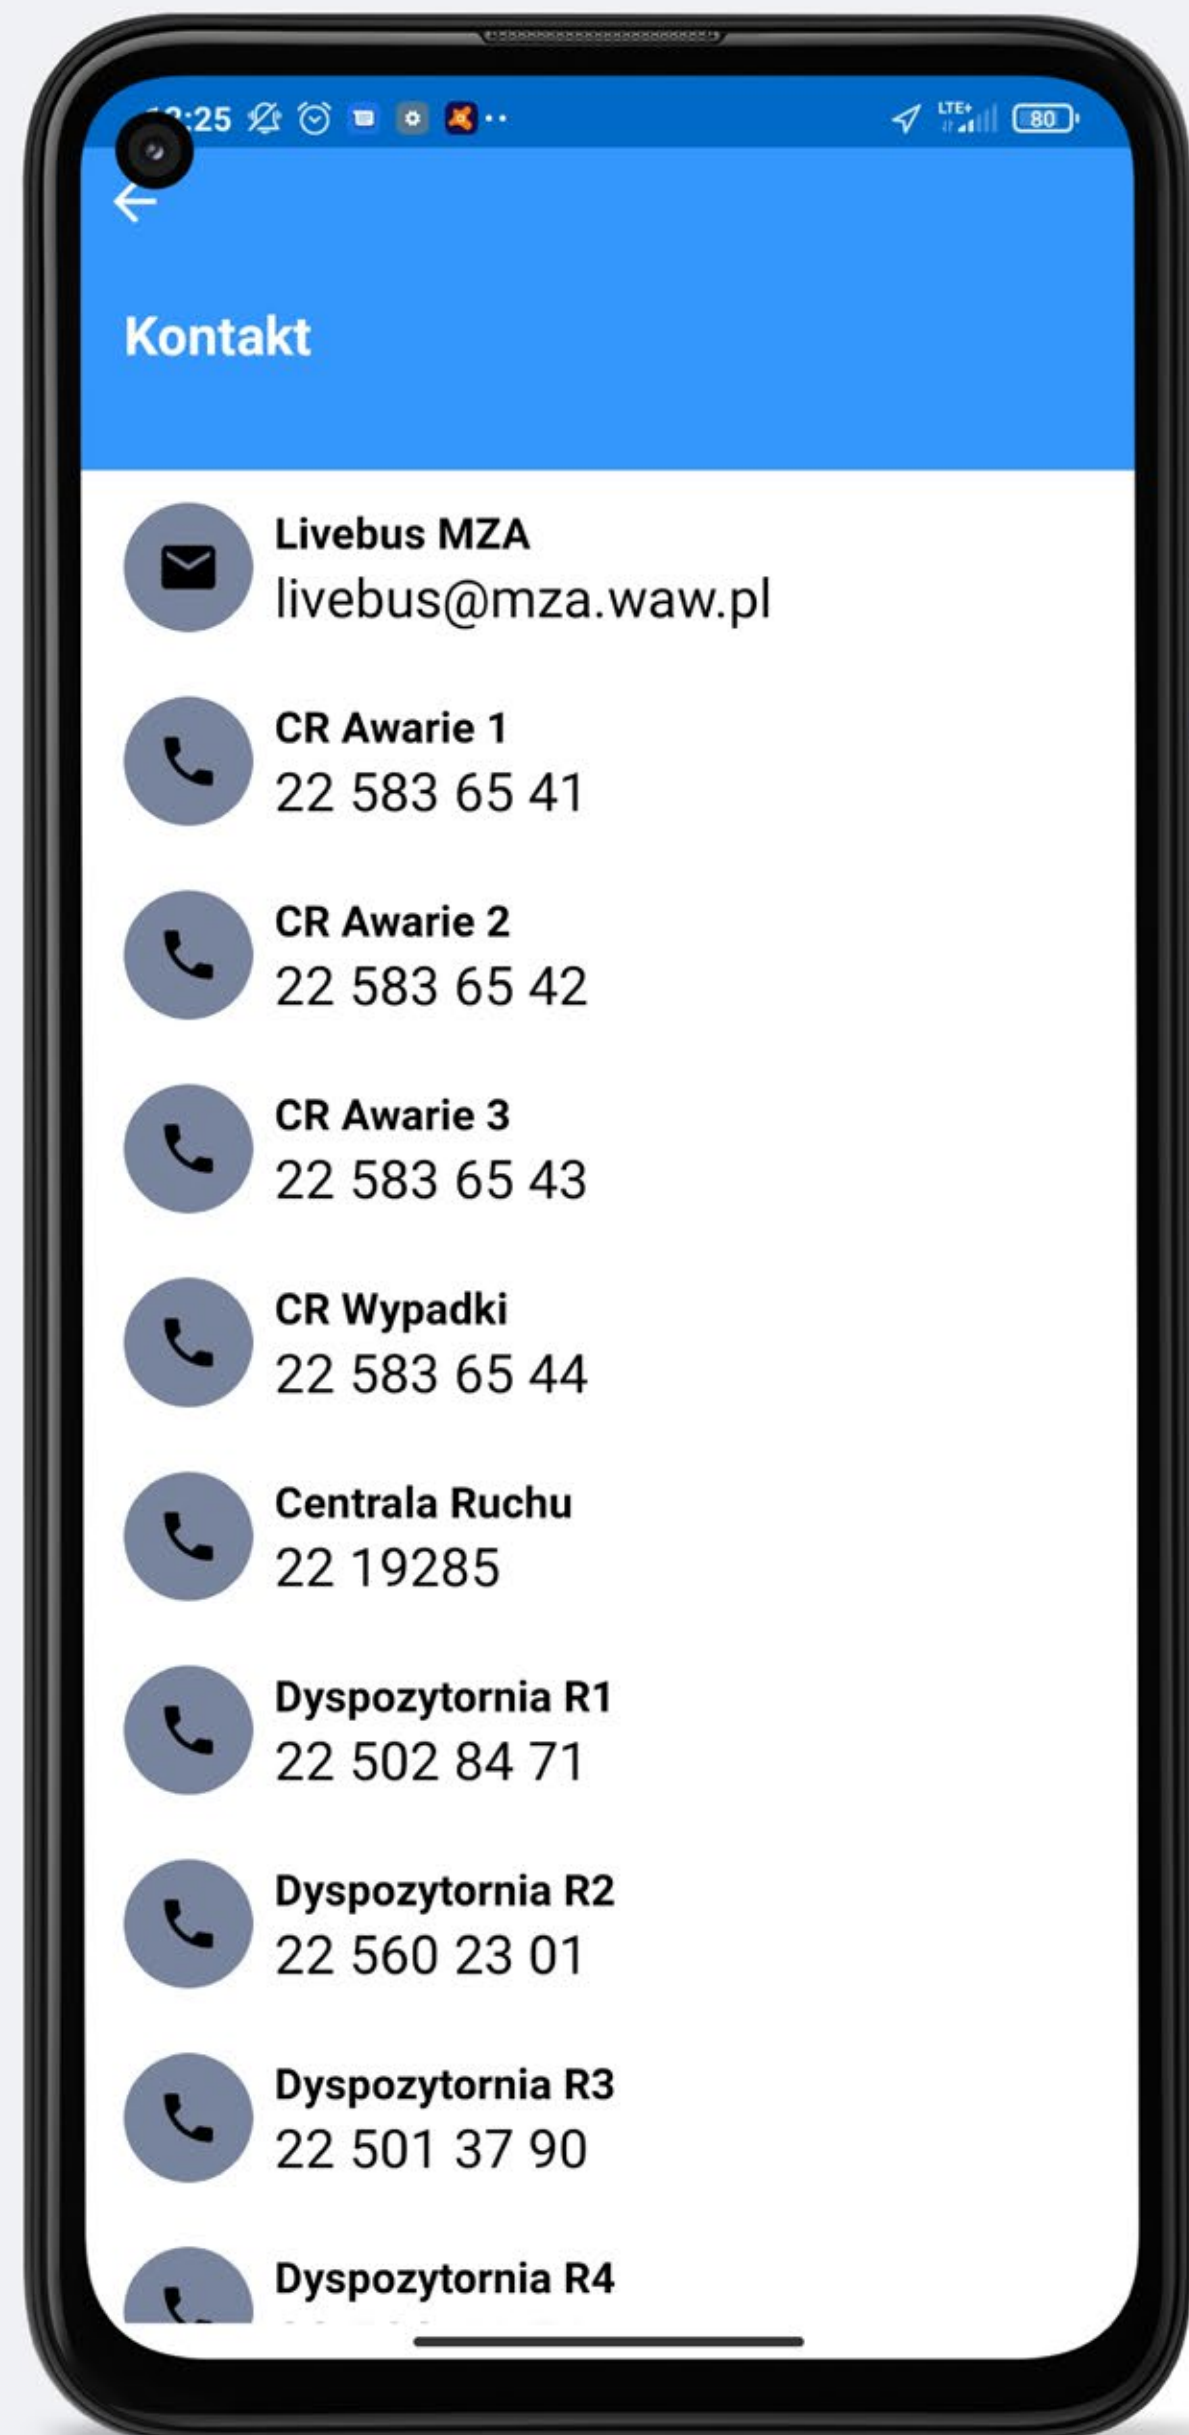 :25
LTE+
80
Kontakt
Livebus MZA
livebus@mza.waw.pl
CR Awarie 1
22 583 65 41
CR Awarie 2
22 583 65 42
CR Awarie 3
22 583 65 43
CR Wypadki
22 583 65 44
Centrala Ruchu
22 19285
Dyspozytornia R1
22 502 84 71
Dyspozytornia R2
22 560 23 01
Dyspozytornia R3
22 501 37 90
Dyspozytornia R4